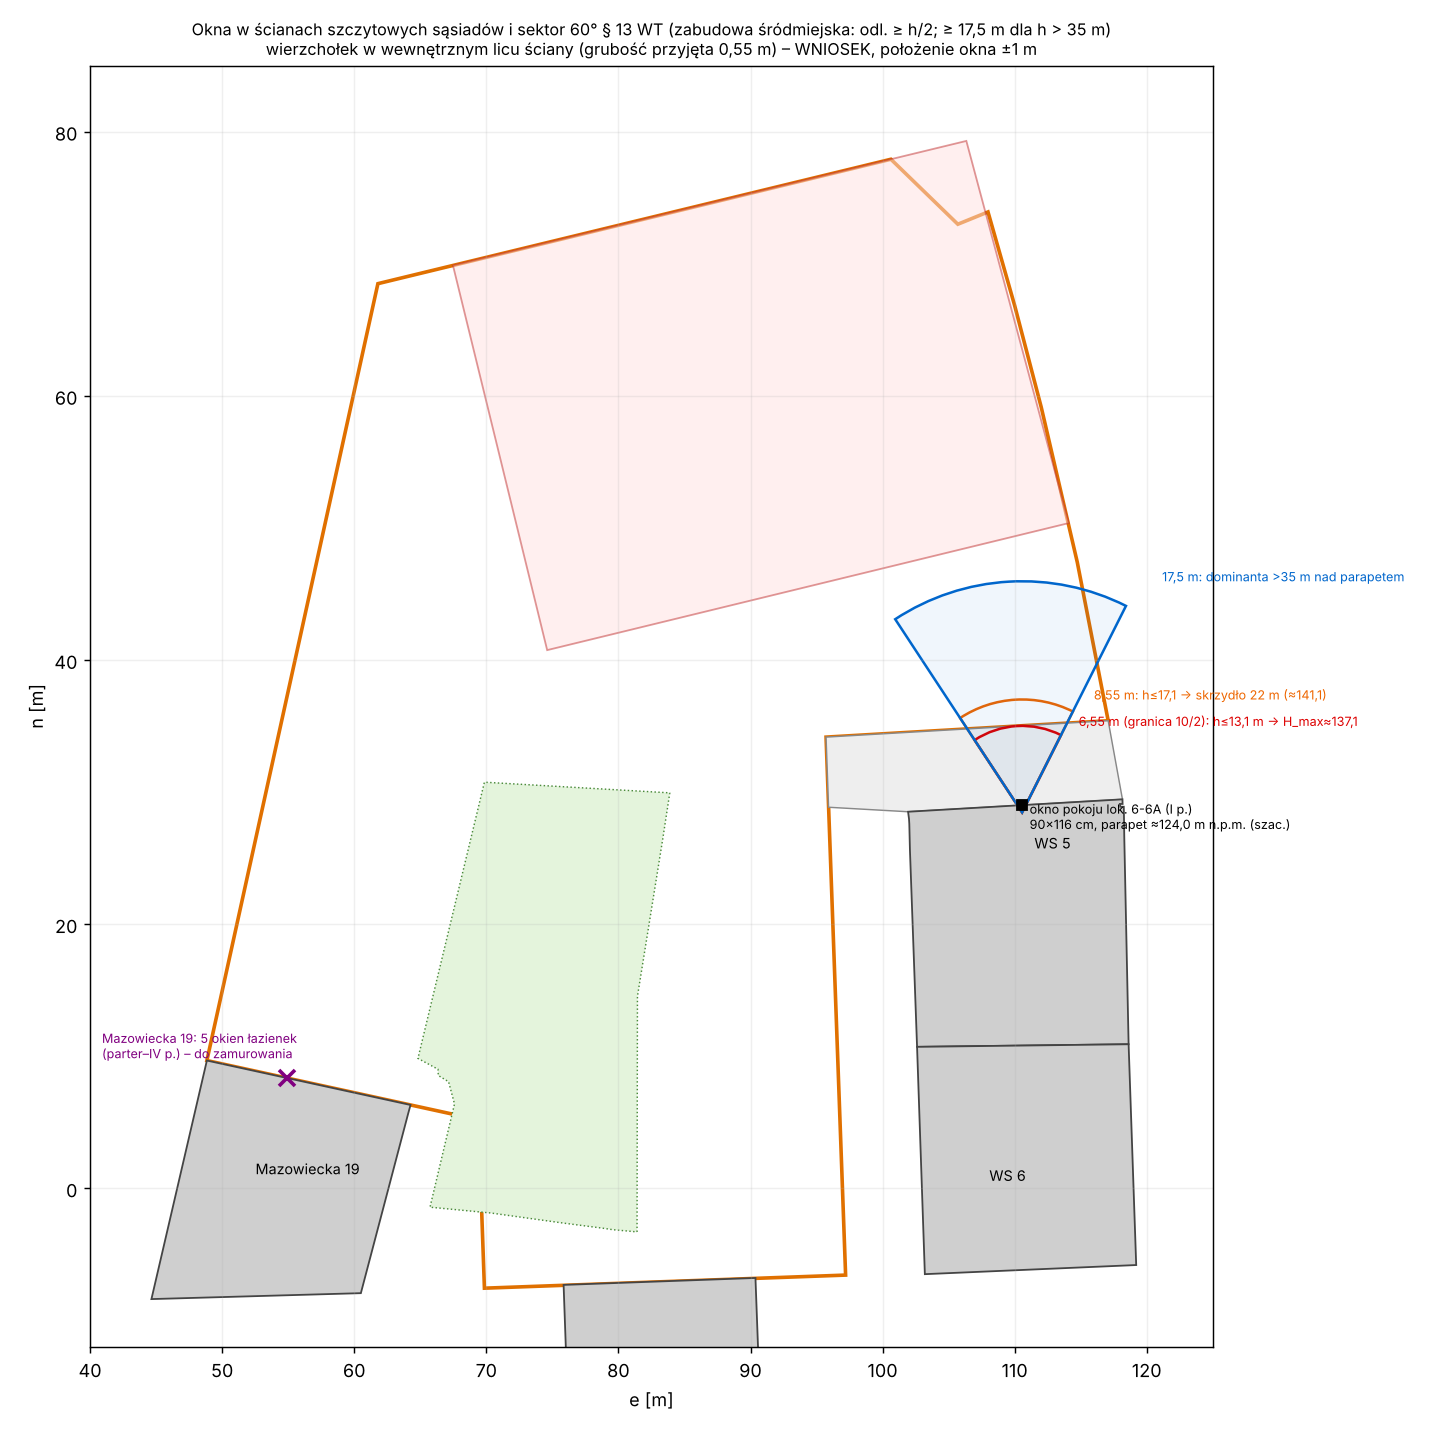 Okna w ścianach szczytowych sąsiadów i sektor 60° § 13 WT (zabudowa śródmiejska: odl. ≥ h/2; ≥ 17,5 m dla h > 35 m)
wierzchołek w wewnętrznym licu ściany (grubość przyjęta 0,55 m) – WNIOSEK, położenie okna ±1 m
80
60
40
20
0
n [m]
17,5 m: dominanta >35 m nad parapetem
8,55 m: h≤17,1 → skrzydło 22 m (≈141,1)
6,55 m (granica 10/2): h≤13,1 m → H_max≈137,1
okno pokoju lok. 6-6A (I p.)
90×116 cm, parapet ≈124,0 m n.p.m. (szac.)
WS 5
Mazowiecka 19: 5 okien łazienek
(parter–IV p.) – do zamurowania
Mazowiecka 19
WS 6
40
50
60
70
80
90
100
110
120
e [m]